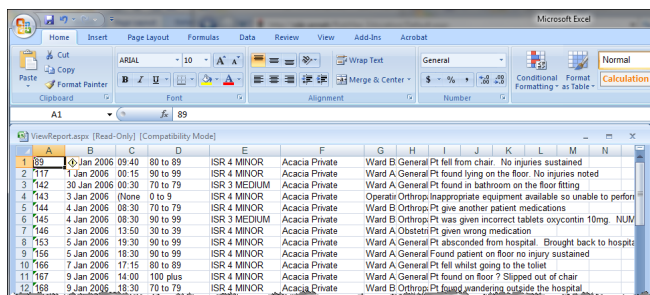 Microsoft Excel
Home Insert Page Layout Formulas Data Review View Add-Ins Acrobat
Cut
Copy
Format Painter
Paste
Clipboard
ARIAL 10 A A
B I U A
Font
Wrap Text
Merge & Center
Alignment
General
$ % ,
Number
Conditional Formatting
Format as Table
Normal
Calculation
A1 fx 89
ViewReport.aspx [Read-Only] [Compatibility Mode]
A B C D E F G H I J K L M N
1 89 Jan 2006 09:40 80 to 89 ISR 4 MINOR Acacia Private Ward B General Pt fell from chair. No injuries sustained
2 117 1 Jan 2006 00:15 90 to 99 ISR 4 MINOR Acacia Private Ward A General Pt found lying on the floor. No injuries noted
3 142 30 Jan 2006 00:30 70 to 79 ISR 3 MEDIUM Acacia Private Ward A General Pt found in bathroom on the floor fitting
4 143 3 Jan 2006 (None 0 to 9 ISR 4 MINOR Acacia Private Operatin Orthropa Inappropriate equipment available so unable to perform
5 144 4 Jan 2006 08:30 70 to 79 ISR 4 MINOR Acacia Private Ward B Orthropa Pt give another patient medications
6 145 4 Jan 2006 03:30 90 to 99 ISR 3 MEDIUM Acacia Private Ward B Orthropa Pt was given incorrect tablets oxycontin 10mg. NUM
7 146 3 Jan 2006 13:50 30 to 39 ISR 4 MINOR Acacia Private Ward A Obstetri Pt given wrong medication
8 153 4 Jan 2006 19:30 90 to 99 ISR 4 MINOR Acacia Private Ward A General Pt absconded from hospital. Brought back to hospita
9 156 5 Jan 2006 18:30 90 to 99 ISR 4 MINOR Acacia Private Ward A General Found patient on floor no injury sustained
10 166 7 Jan 2006 17:15 80 to 89 ISR 4 MINOR Acacia Private Ward A General Pt fell whilst going to the toliet
11 167 9 Jan 2006 14:00 100 plus ISR 4 MINOR Acacia Private Ward A General Pt found on floor ? Slipped out of chair
12 168 9 Jan 2006 18:30 70 to 79 ISR 4 MINOR Acacia Private Ward B Orthropa Pt found wandering outside the hospital